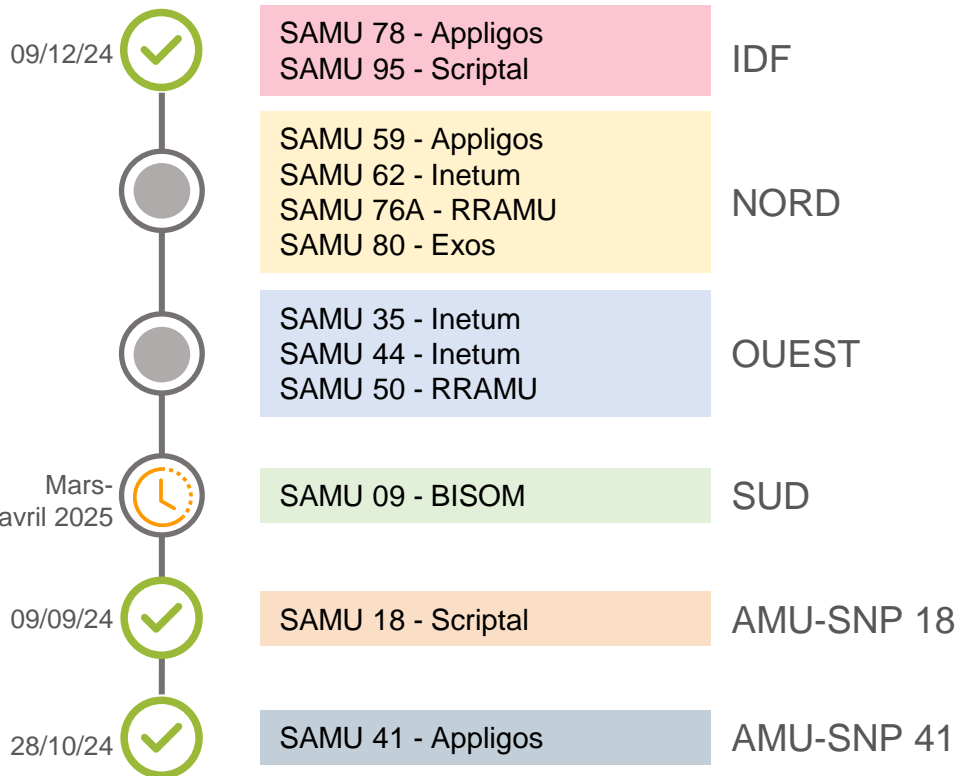 09/12/24
SAMU 78 - Appligos
SAMU 95 - Scriptal
IDF
SAMU 59 - Appligos
SAMU 62 - Inetum
SAMU 76A - RRAMU
SAMU 80 - Exos
NORD
SAMU 35 - Inetum
SAMU 44 - Inetum
SAMU 50 - RRAMU
OUEST
Mars-
avril 2025
SAMU 09 - BISOM
SUD
09/09/24
SAMU 18 - Scriptal
AMU-SNP 18
28/10/24
SAMU 41 - Appligos
AMU-SNP 41